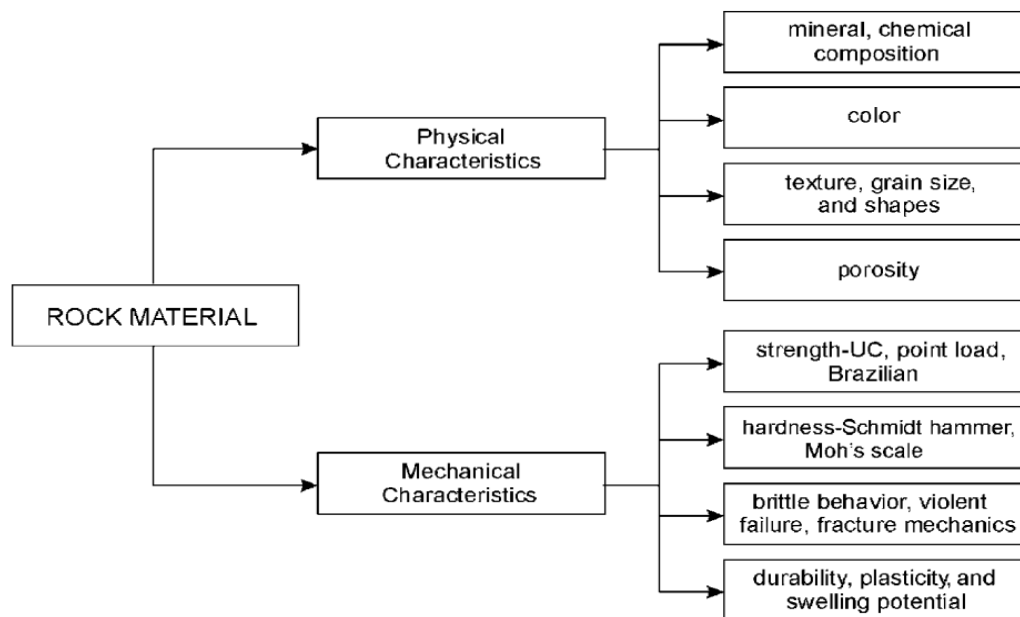 mineral, chemical
composition
color
Physical
Characteristics
texture, grain size,
and shapes
porosity
ROCK MATERIAL
strength-UC, point load,
Brazilian
hardness-Schmidt hammer,
Moh's scale
Mechanical
Characteristics
brittle behavior, violent
failure, fracture mechanics
durability, plasticity, and
swelling potential